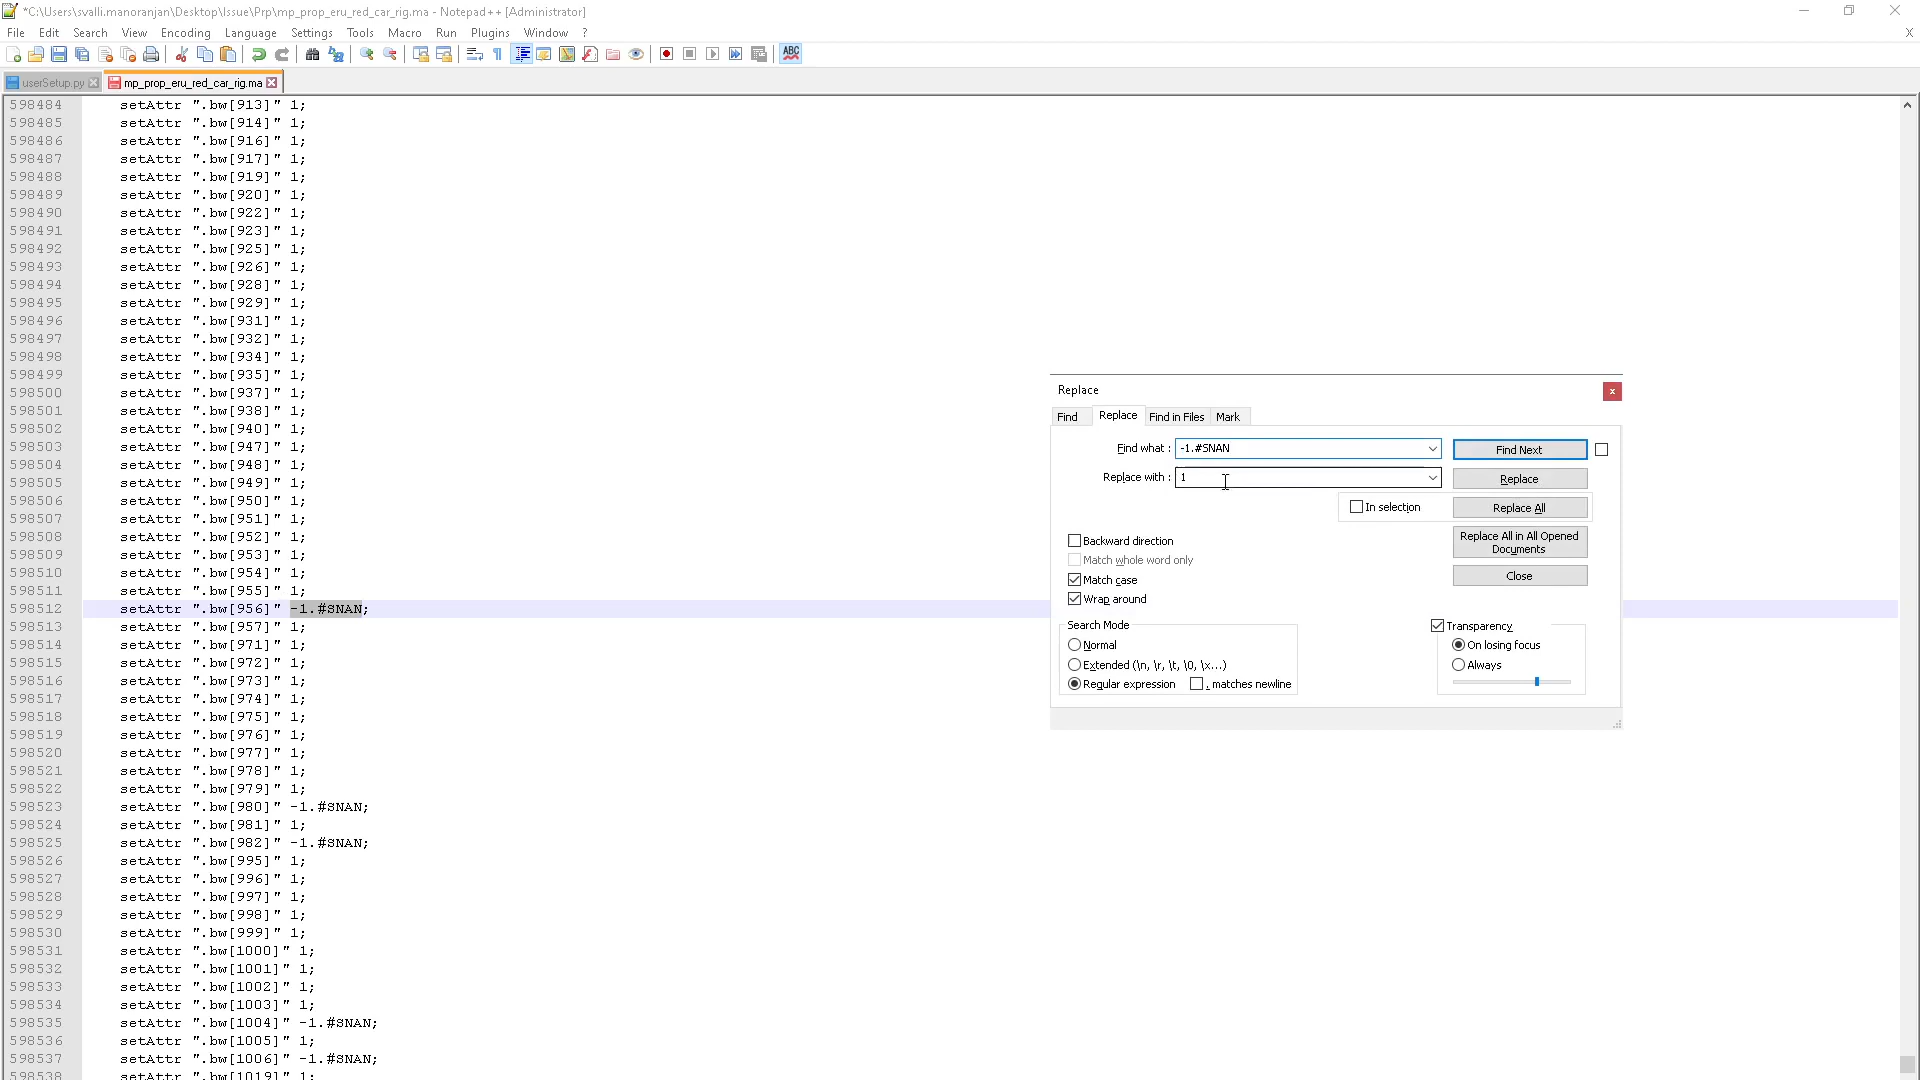 *C:\Users\svalli.manoranjan\Desktop\Issue\Prp\mp_prop_eru_red_car_rig.ma - Notepad++ [Administrator]
File Edit Search View Encoding Language Settings Tools Macro Run Plugins Window ? X
ABC
userSetup.py mp_prop_eru_red_car_rig.ma
598484 setAttr ".bw[913]" 1;
598485 setAttr ".bw[914]" 1;
598486 setAttr ".bw[916]" 1;
598487 setAttr ".bw[917]" 1;
598488 setAttr ".bw[919]" 1;
598489 setAttr ".bw[920]" 1;
598490 setAttr ".bw[922]" 1;
598491 setAttr ".bw[923]" 1;
598492 setAttr ".bw[925]" 1;
598493 setAttr ".bw[926]" 1;
598494 setAttr ".bw[928]" 1;
598495 setAttr ".bw[929]" 1;
598496 setAttr ".bw[931]" 1;
598497 setAttr ".bw[932]" 1;
598498 setAttr ".bw[934]" 1;
598499 setAttr ".bw[935]" 1;
598500 setAttr ".bw[937]" 1;
598501 setAttr ".bw[938]" 1;
598502 setAttr ".bw[940]" 1;
598503 setAttr ".bw[947]" 1;
598504 setAttr ".bw[948]" 1;
598505 setAttr ".bw[949]" 1;
598506 setAttr ".bw[950]" 1;
598507 setAttr ".bw[951]" 1;
598508 setAttr ".bw[952]" 1;
598509 setAttr ".bw[953]" 1;
598510 setAttr ".bw[954]" 1;
598511 setAttr ".bw[955]" 1;
598512 setAttr ".bw[956]" -1.#SNAN;
598513 setAttr ".bw[957]" 1;
598514 setAttr ".bw[971]" 1;
598515 setAttr ".bw[972]" 1;
598516 setAttr ".bw[973]" 1;
598517 setAttr ".bw[974]" 1;
598518 setAttr ".bw[975]" 1;
598519 setAttr ".bw[976]" 1;
598520 setAttr ".bw[977]" 1;
598521 setAttr ".bw[978]" 1;
598522 setAttr ".bw[979]" 1;
598523 setAttr ".bw[980]" -1.#SNAN;
598524 setAttr ".bw[981]" 1;
598525 setAttr ".bw[982]" -1.#SNAN;
598526 setAttr ".bw[995]" 1;
598527 setAttr ".bw[996]" 1;
598528 setAttr ".bw[997]" 1;
598529 setAttr ".bw[998]" 1;
598530 setAttr ".bw[999]" 1;
598531 setAttr ".bw[1000]" 1;
598532 setAttr ".bw[1001]" 1;
598533 setAttr ".bw[1002]" 1;
598534 setAttr ".bw[1003]" 1;
598535 setAttr ".bw[1004]" -1.#SNAN;
598536 setAttr ".bw[1005]" 1;
598537 setAttr ".bw[1006]" -1.#SNAN;
598538 setAttr ".bw[1019]" 1;
Replace x
Find Replace Find in Files Mark
Find what : -1.#SNAN Find Next
Replace with : 1 Replace
In selection Replace All
Replace All in All Opened
Documents
Close
Backward direction
Match whole word only
Match case
Wrap around
Search Mode
Normal
Extended (\n, \r, \t, \0, \x...)
Regular expression . matches newline
Transparency
On losing focus
Always